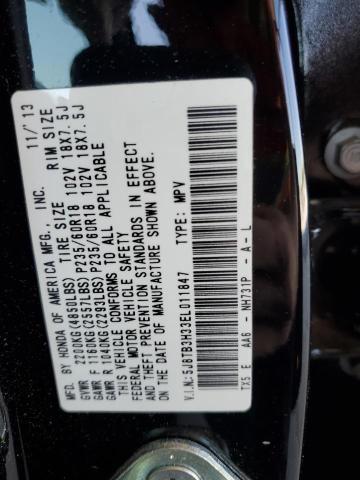 MFD. BY HONDA OF AMERICA MFG., INC. 11/ 13
GVWR 2200KG(4850LBS) TIRE SIZE RIM SIZE
GAWR F 1160KG(2557LBS) P235/60R18 102V 18X7.5J
GAWR R 1040KG(2293LBS) P235/60R18 102V 18X7.5J
THIS VEHICLE CONFORMS TO ALL APPLICABLE
FEDERAL MOTOR VEHICLE SAFETY
AND THEFT PREVENTION STANDARDS IN EFFECT
ON THE DATE OF MANUFACTURE SHOWN ABOVE.
V.I.N.: 5J8TB3H33EL011647 TYPE: MPV
TX5 E AA6 NH731P - A - L